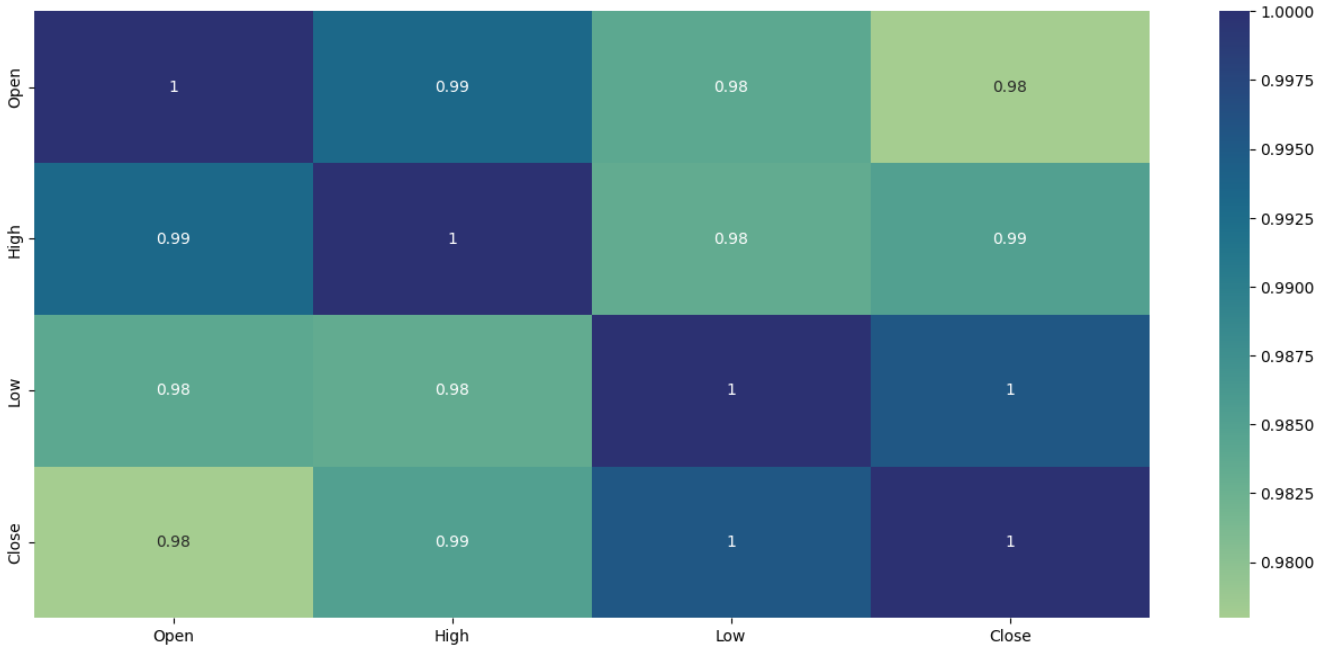 Open 1 0.99 0.98 0.98
High 0.99 1 0.98 0.99
Low 0.98 0.98 1 1
Close 0.98 0.99 1 1
Open High Low Close
1.0000
0.9975
0.9950
0.9925
0.9900
0.9875
0.9850
0.9825
0.9800